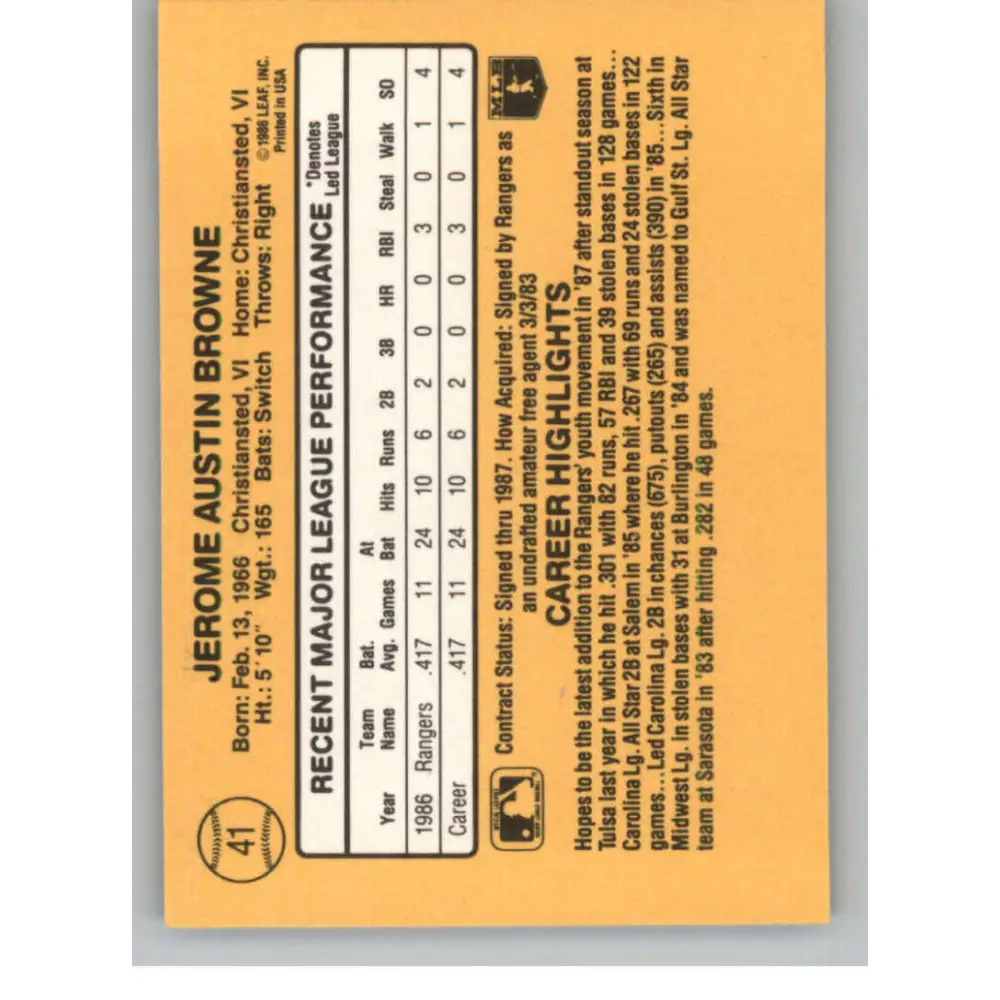 41
JEROME AUSTIN BROWNE
Born: Feb. 13, 1966 Christiansted, VI Home: Christiansted, VI
Ht.: 5'10" Wgt.: 165 Bats: Switch Throws: Right
©1986 LEAF, INC.
Printed in USA
RECENT MAJOR LEAGUE PERFORMANCE *Denotes Led League
Year Team Name Bat. Avg. Games At Bat Hits Runs 2B 3B HR RBI Steal Walk SO
1986 Rangers .417 11 24 10 6 2 0 0 3 0 1 4
Career .417 11 24 10 6 2 0 0 3 0 1 4
Contract Status: Signed thru 1987. How Acquired: Signed by Rangers as
an undrafted amateur free agent 3/3/83
MLB
CAREER HIGHLIGHTS
Hopes to be the latest addition to the Rangers' youth movement in '87 after standout season at
Tulsa last year in which he hit .301 with 82 runs, 57 RBI and 39 stolen bases in 128 games...
Carolina Lg. All Star 2B at Salem in '85 where he hit .267 with 69 runs and 24 stolen bases in 122
games...Led Carolina Lg. 2B in chances (675), putouts (265) and assists (390) in '85...Sixth in
Midwest Lg. in stolen bases with 31 at Burlington in '84 and was named to Gulf St. Lg. All Star
team at Sarasota in '83 after hitting .282 in 48 games.